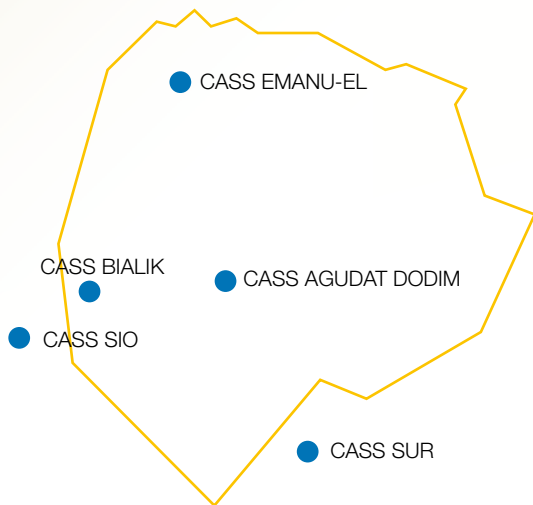 CASS EMANU-EL
CASS BIALIK
CASS AGUDAT DODIM
CASS SIO
CASS SUR